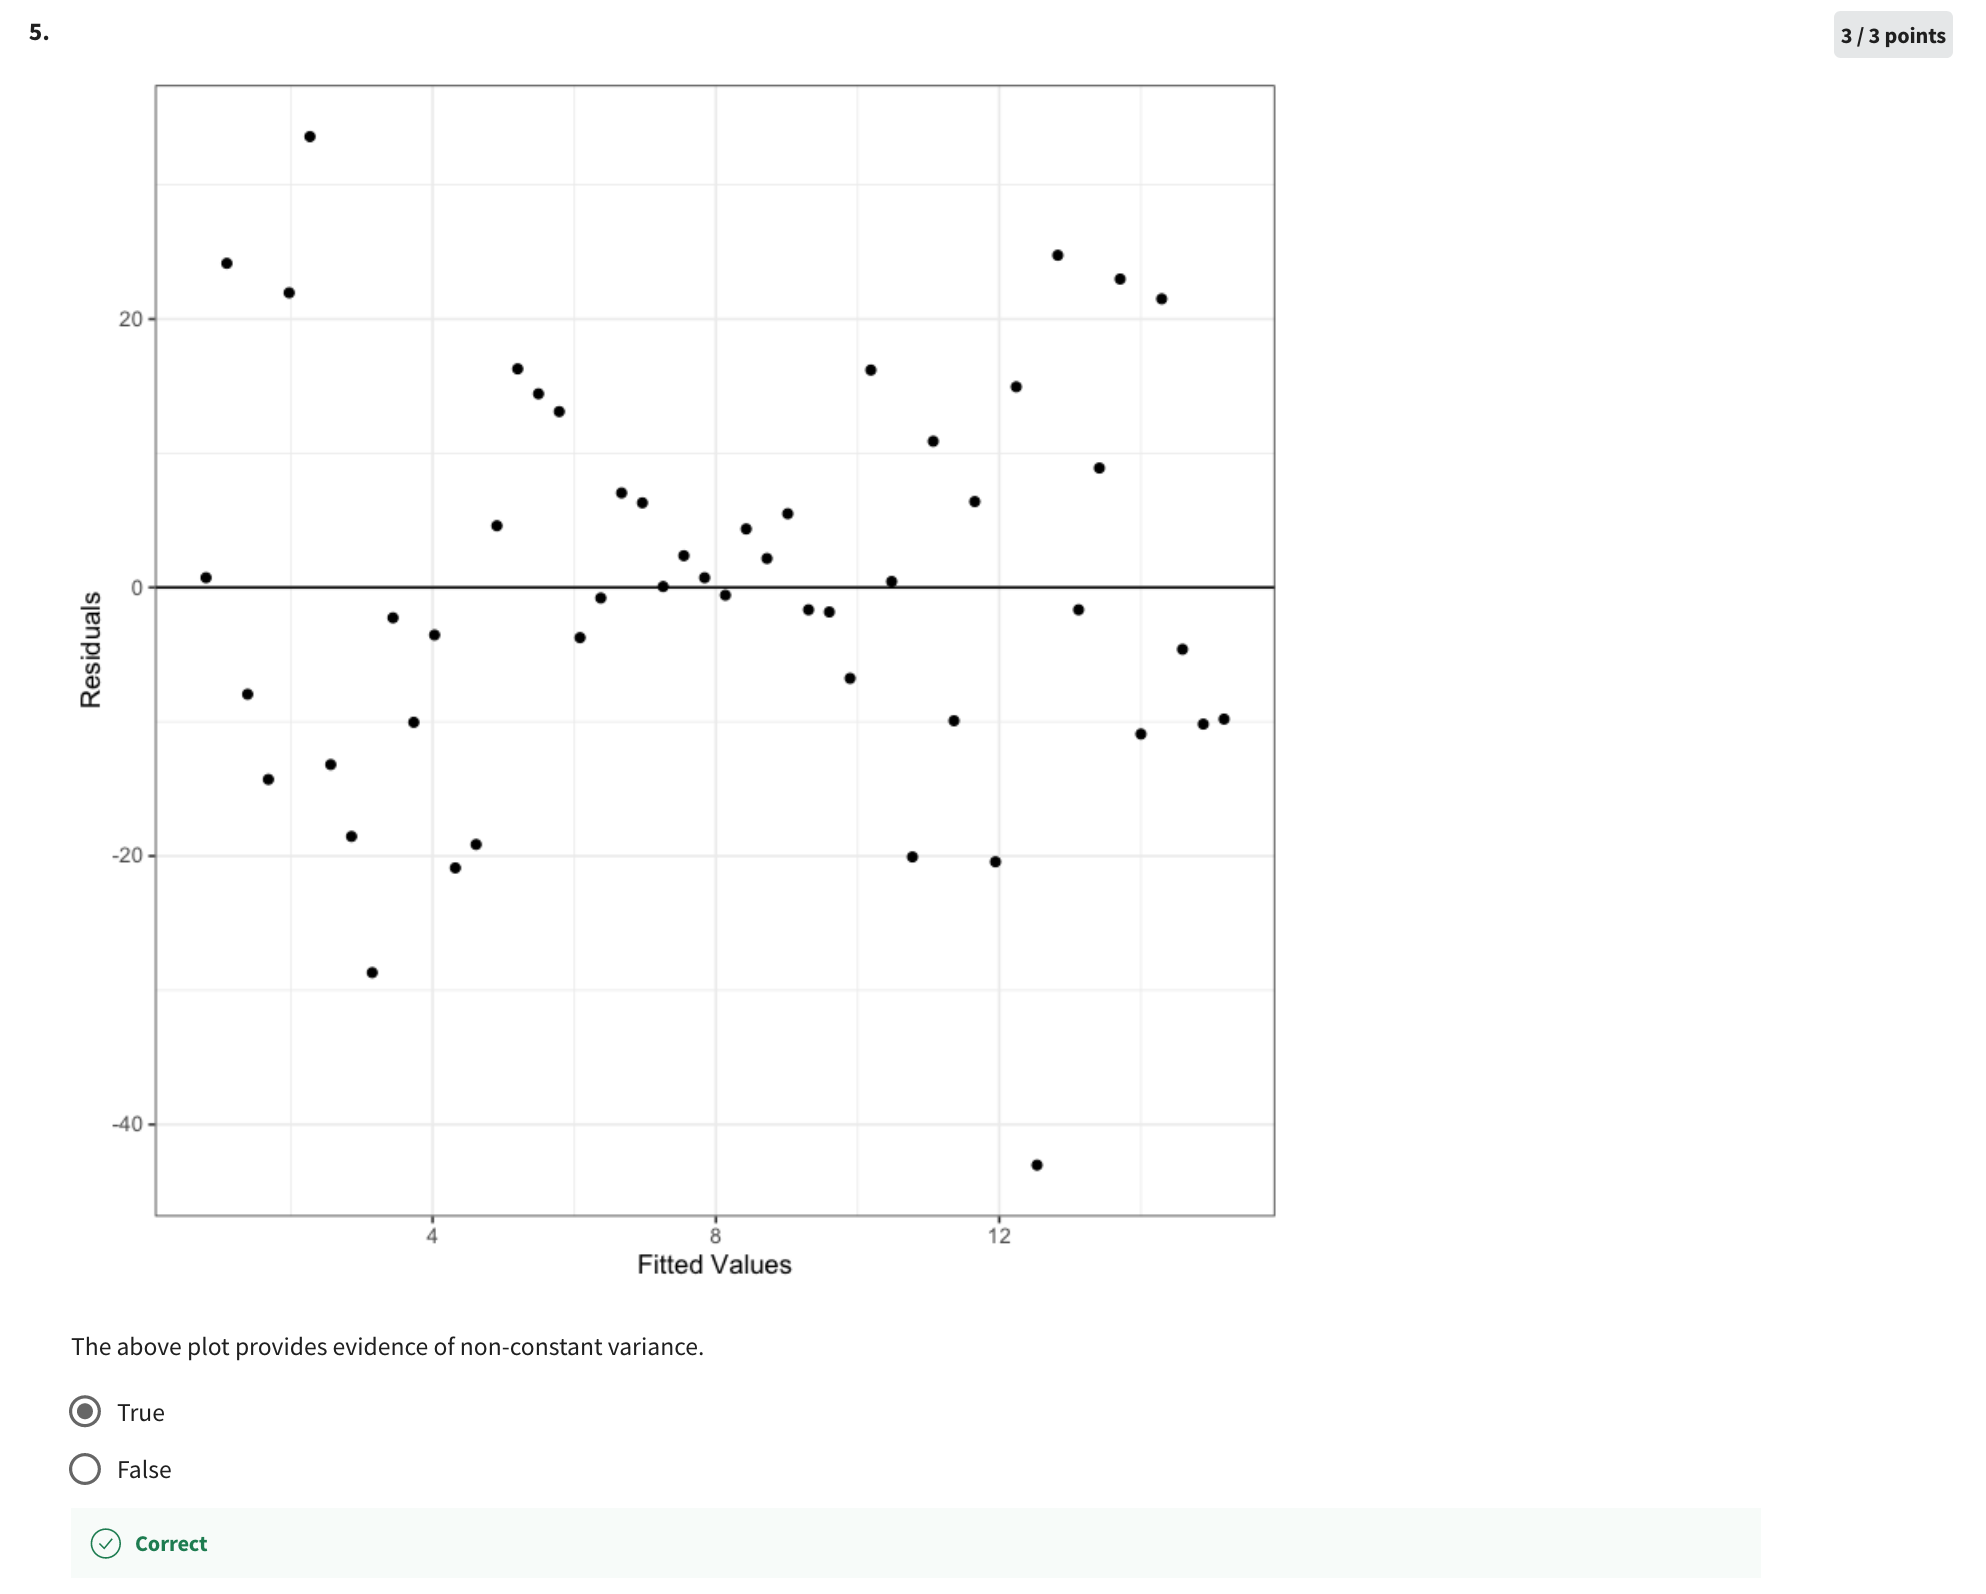 5.
3 / 3 points
20
0
-20
-40
Residuals
4 8 12
Fitted Values
The above plot provides evidence of non-constant variance.
True
False
Correct